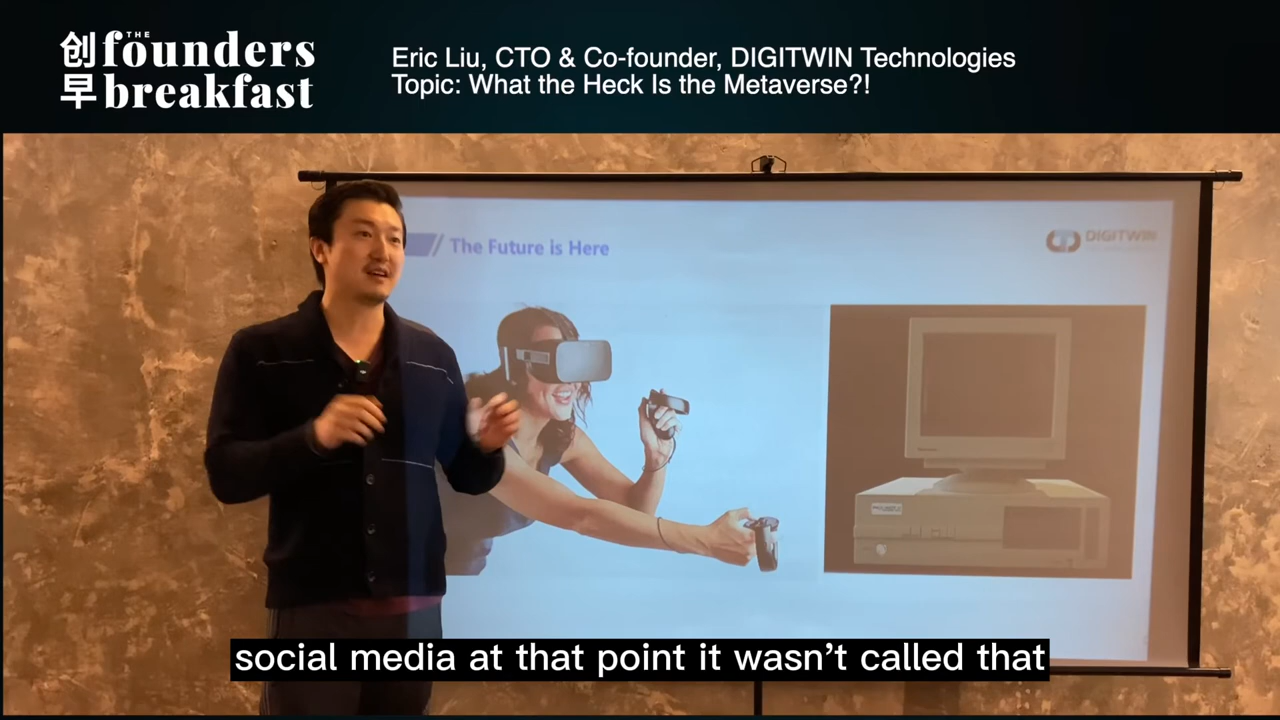 创 THE founders
早 breakfast
Eric Liu, CTO & Co-founder, DIGITWIN Technologies
Topic: What the Heck Is the Metaverse?!
The Future is Here
DIGITWIN
social media at that point it wasn't called that